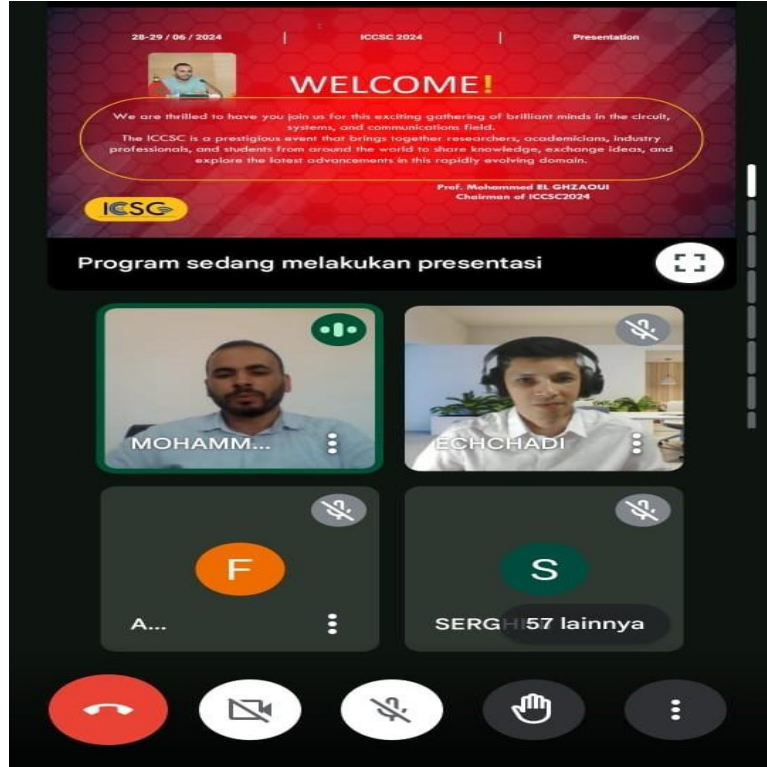 28-29 / 06 / 2024 | ICCSC 2024 | Presentation
WELCOME!
We are thrilled to have you join us for this exciting gathering of brilliant minds in the circuit,
systems, and communications field.
The ICCSC is a prestigious event that brings together researchers, academicians, industry
professionals, and students from around the world to share knowledge, exchange ideas, and
explore the latest advancements in this rapidly evolving domain.
Prof. Mohammed EL GHZAOUI
Chairman of ICCSC2024
ICSC
Program sedang melakukan presentasi
MOHAMM...
ECHCHADI
F
S
A...
SERGHI
57 lainnya